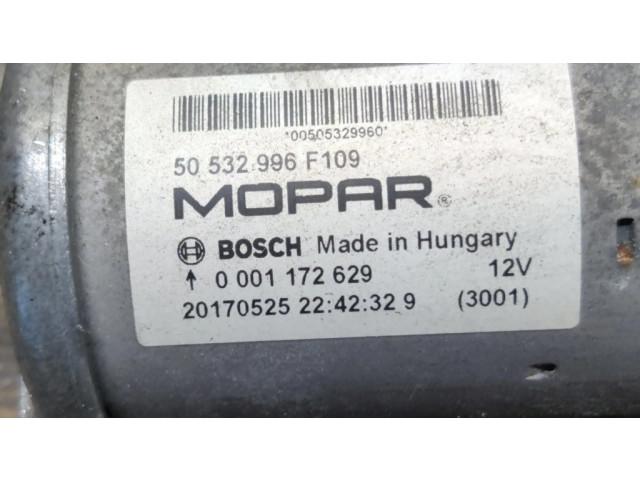 *00505329960*
50 532 996 F109
MOPAR®
BOSCH Made in Hungary
↑ 0 001 172 629 12V
20170525 22:42:32 9 (3001)